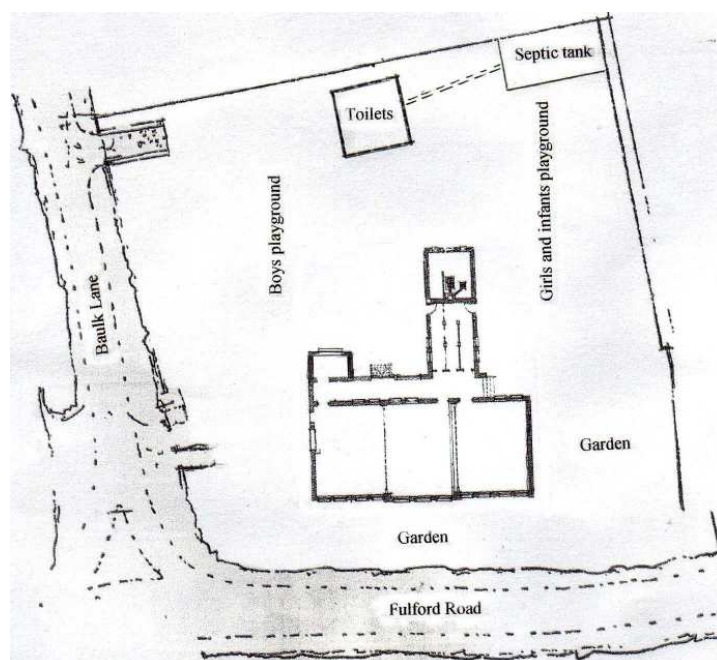 Septic tank
Toilets
Boys playground
Girls and infants playground
Baulk Lane
Garden
Garden
Fulford Road